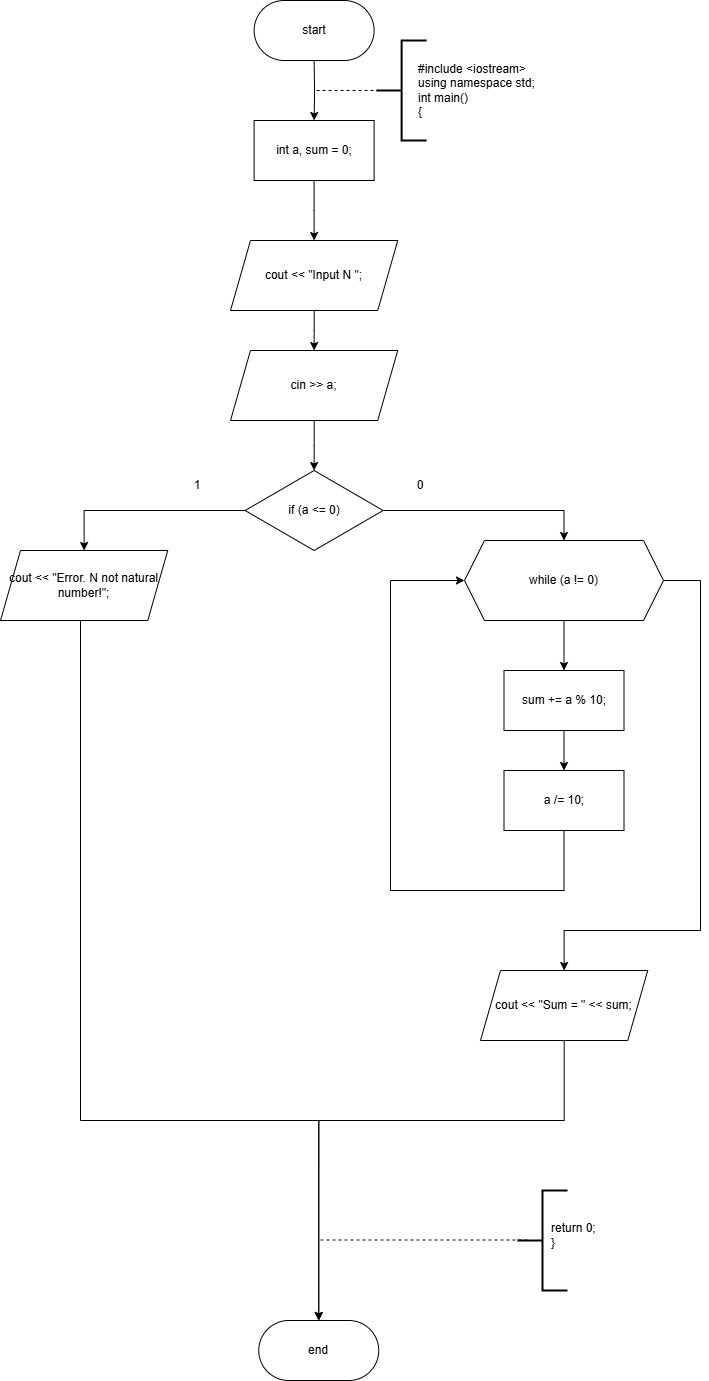 start
#include <iostream>
using namespace std;
int main()
{
int a, sum = 0;
cout << "Input N ";
cin >> a;
1
0
if (a <= 0)
cout << "Error. N not natural
number!";
while (a != 0)
sum += a % 10;
a /= 10;
cout << "Sum = " << sum;
return 0;
}
end